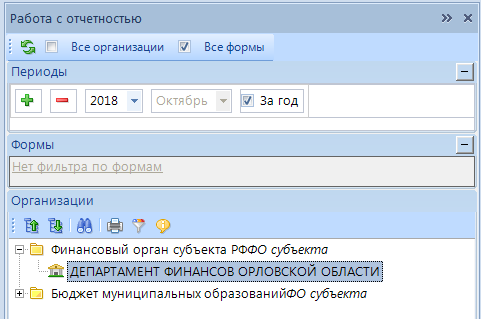 Работа с отчетностью
Все организации Все формы
Периоды
2018 Октябрь За год
Формы
Нет фильтра по формам
Организации
Финансовый орган субъекта РФФО субъекта
ДЕПАРТАМЕНТ ФИНАНСОВ ОРЛОВСКОЙ ОБЛАСТИ
Бюджет муниципальных образованийФО субъекта